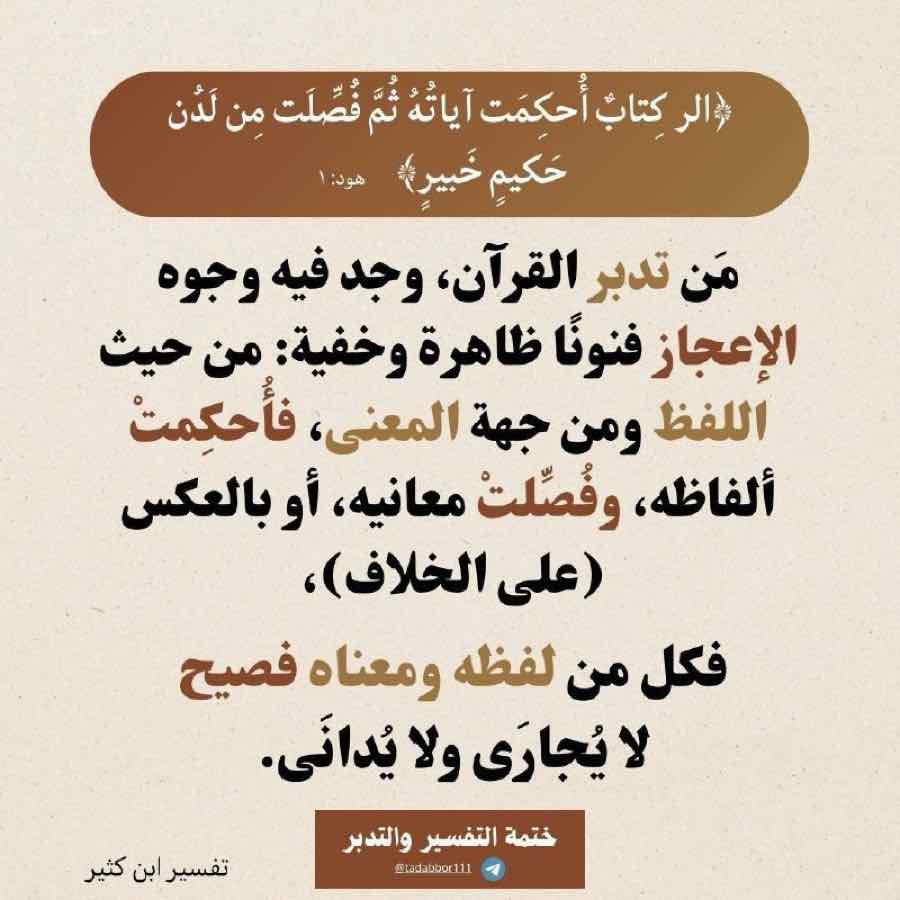 ﴿الر كِتابٌ أُحكِمَت آياتُهُ ثُمَّ فُصِّلَت مِن لَدُن
حَكيمٍ خَبيرٍ﴾ هود: ١
مَن تدبر القرآن، وجد فيه وجوه
الإعجاز فنونًا ظاهرة وخفية: من حيث
اللفظ ومن جهة المعنى، فأُحكِمتْ
ألفاظه، وفُصِّلتْ معانيه، أو بالعكس
(على الخلاف)،
فكل من لفظه ومعناه فصيح
لا يُجارَى ولا يُدانَى.
ختمة التفسير والتدبر
@tadabbor111
تفسير ابن كثير